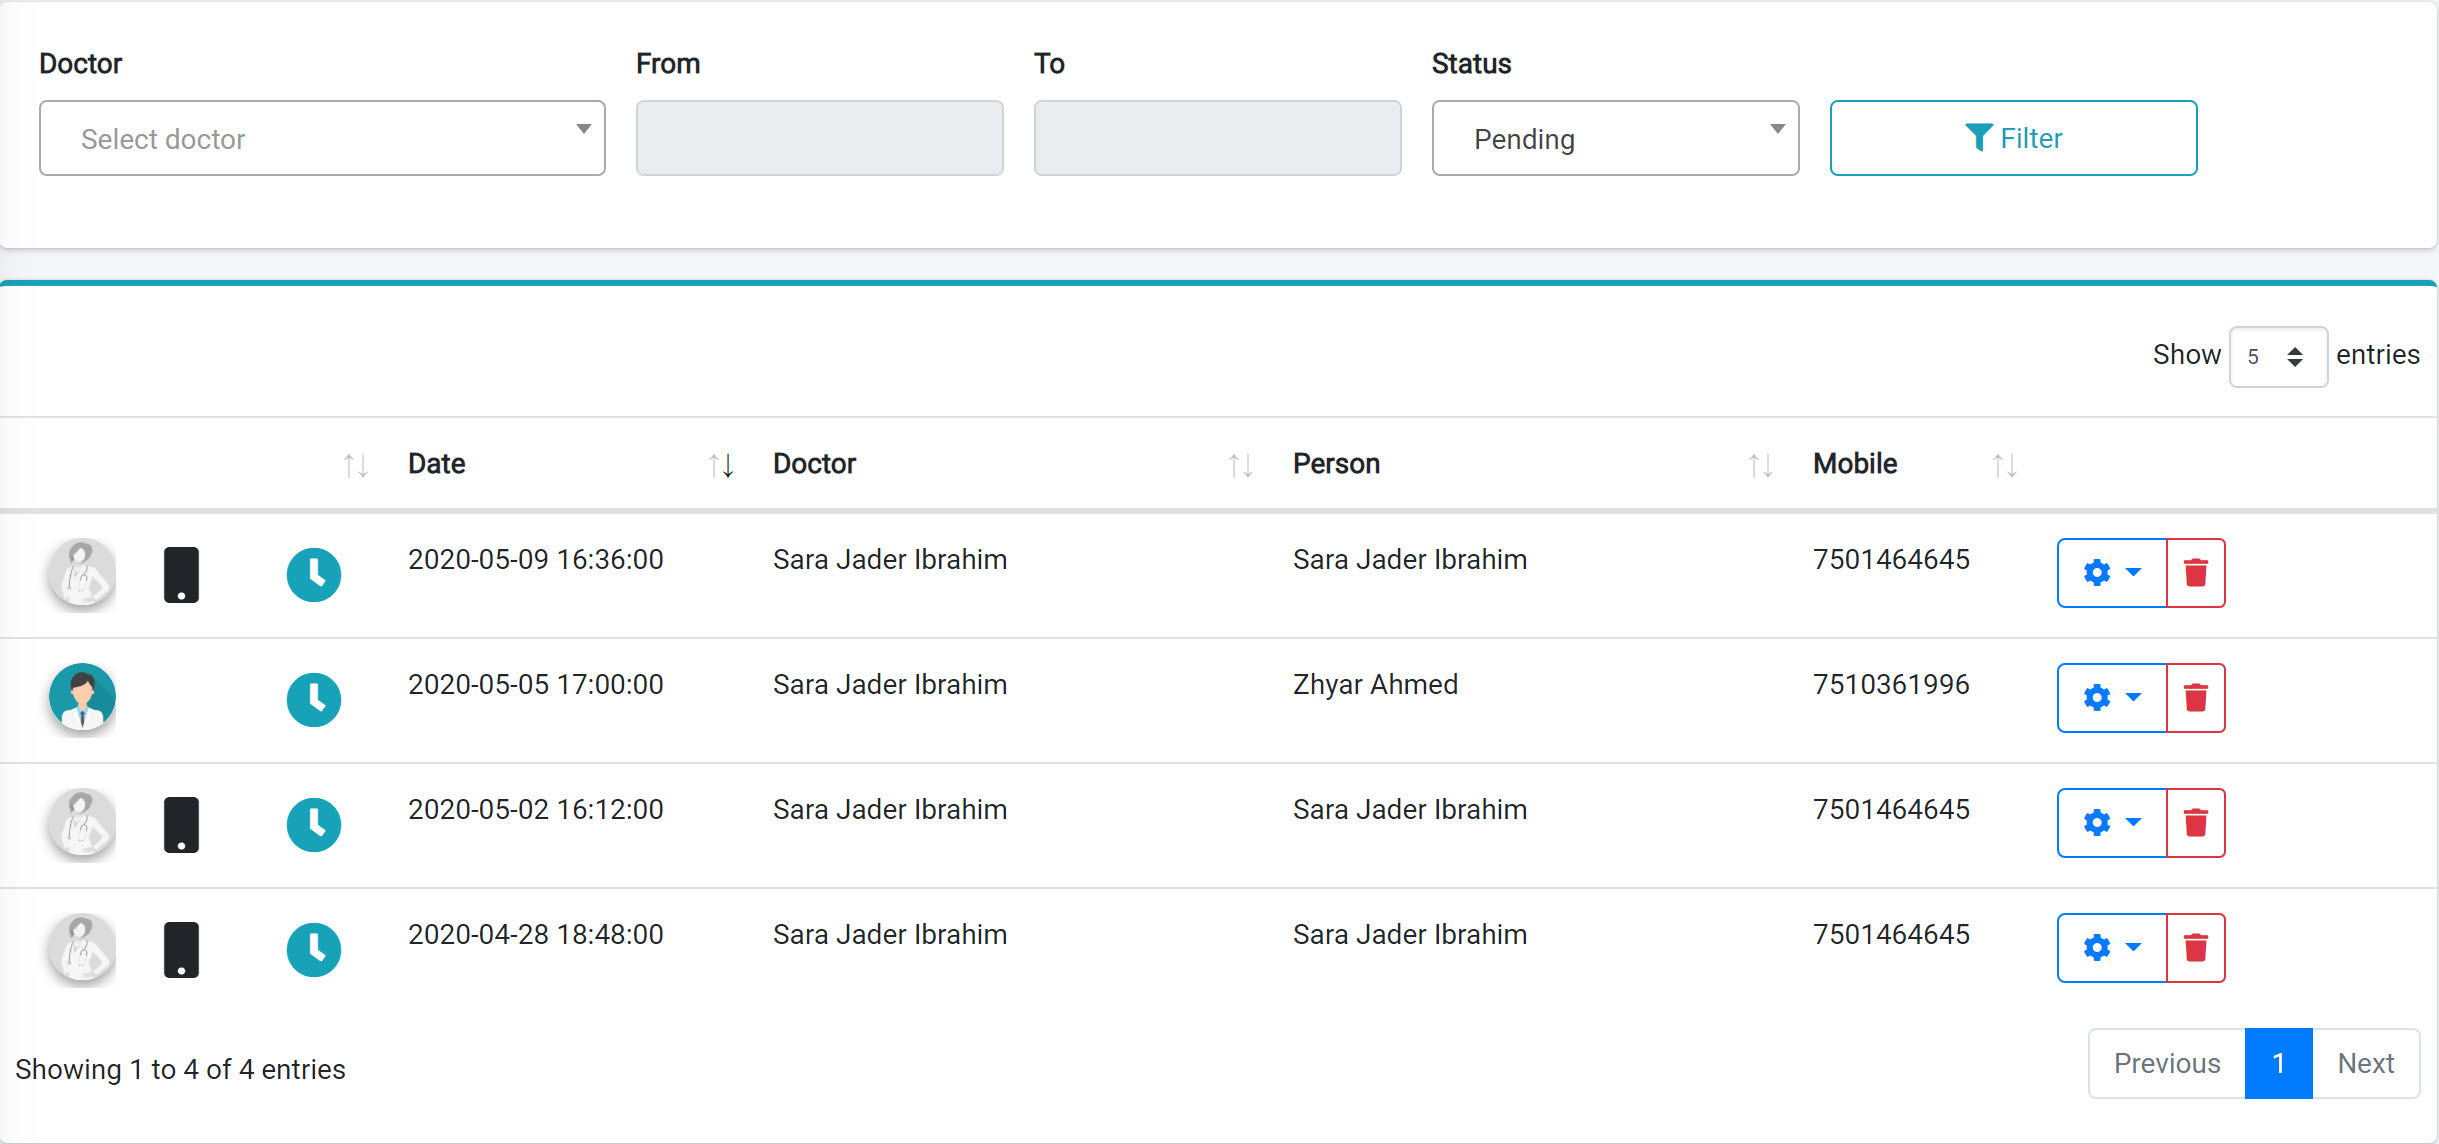 Doctor From To Status
Select doctor Pending Filter
Show 5 entries
Date Doctor Person Mobile
2020-05-09 16:36:00 Sara Jader Ibrahim Sara Jader Ibrahim 7501464645
2020-05-05 17:00:00 Sara Jader Ibrahim Zhyar Ahmed 7510361996
2020-05-02 16:12:00 Sara Jader Ibrahim Sara Jader Ibrahim 7501464645
2020-04-28 18:48:00 Sara Jader Ibrahim Sara Jader Ibrahim 7501464645
Showing 1 to 4 of 4 entries Previous 1 Next